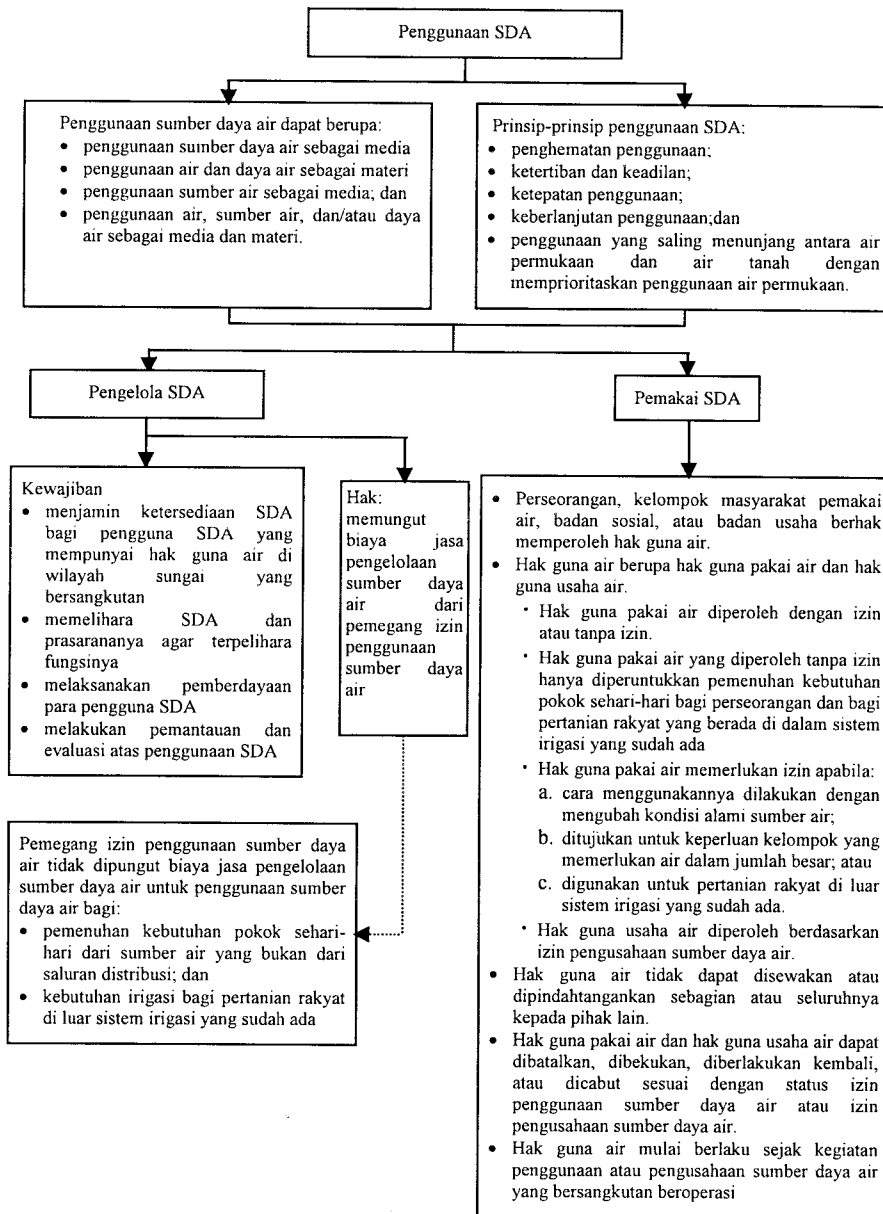 Penggunaan SDA
Penggunaan sumber daya air dapat berupa:
• penggunaan sumber daya air sebagai media
• penggunaan air dan daya air sebagai materi
• penggunaan sumber air sebagai media; dan
• penggunaan air, sumber air, dan/atau daya
air sebagai media dan materi.
Prinsip-prinsip penggunaan SDA:
• penghematan penggunaan;
• ketertiban dan keadilan;
• ketepatan penggunaan;
• keberlanjutan penggunaan;dan
• penggunaan yang saling menunjang antara air
permukaan dan air tanah dengan
memprioritaskan penggunaan air permukaan.
Pengelola SDA
Pemakai SDA
Kewajiban
• menjamin ketersediaan SDA
bagi pengguna SDA yang
mempunyai hak guna air di
wilayah sungai yang
bersangkutan
• memelihara SDA dan
prasarananya agar terpelihara
fungsinya
• melaksanakan pemberdayaan
para pengguna SDA
• melakukan pemantauan dan
evaluasi atas penggunaan SDA
Hak:
memungut
biaya jasa
pengelolaan
sumber daya
air dari
pemegang izin
penggunaan
sumber daya
air
Pemegang izin penggunaan sumber daya
air tidak dipungut biaya jasa pengelolaan
sumber daya air untuk penggunaan sumber
daya air bagi:
• pemenuhan kebutuhan pokok sehari-
hari dari sumber air yang bukan dari
saluran distribusi; dan
• kebutuhan irigasi bagi pertanian rakyat
di luar sistem irigasi yang sudah ada
• Perseorangan, kelompok masyarakat pemakai
air, badan sosial, atau badan usaha berhak
memperoleh hak guna air.
• Hak guna air berupa hak guna pakai air dan hak
guna usaha air.
· Hak guna pakai air diperoleh dengan izin
atau tanpa izin.
· Hak guna pakai air yang diperoleh tanpa izin
hanya diperuntukkan pemenuhan kebutuhan
pokok sehari-hari bagi perseorangan dan bagi
pertanian rakyat yang berada di dalam sistem
irigasi yang sudah ada
· Hak guna pakai air memerlukan izin apabila:
a. cara menggunakannya dilakukan dengan
mengubah kondisi alami sumber air;
b. ditujukan untuk keperluan kelompok yang
memerlukan air dalam jumlah besar; atau
c. digunakan untuk pertanian rakyat di luar
sistem irigasi yang sudah ada.
· Hak guna usaha air diperoleh berdasarkan
izin pengusahaan sumber daya air.
• Hak guna air tidak dapat disewakan atau
dipindahtangankan sebagian atau seluruhnya
kepada pihak lain.
• Hak guna pakai air dan hak guna usaha air dapat
dibatalkan, dibekukan, diberlakukan kembali,
atau dicabut sesuai dengan status izin
penggunaan sumber daya air atau izin
pengusahaan sumber daya air.
• Hak guna air mulai berlaku sejak kegiatan
penggunaan atau pengusahaan sumber daya air
yang bersangkutan beroperasi